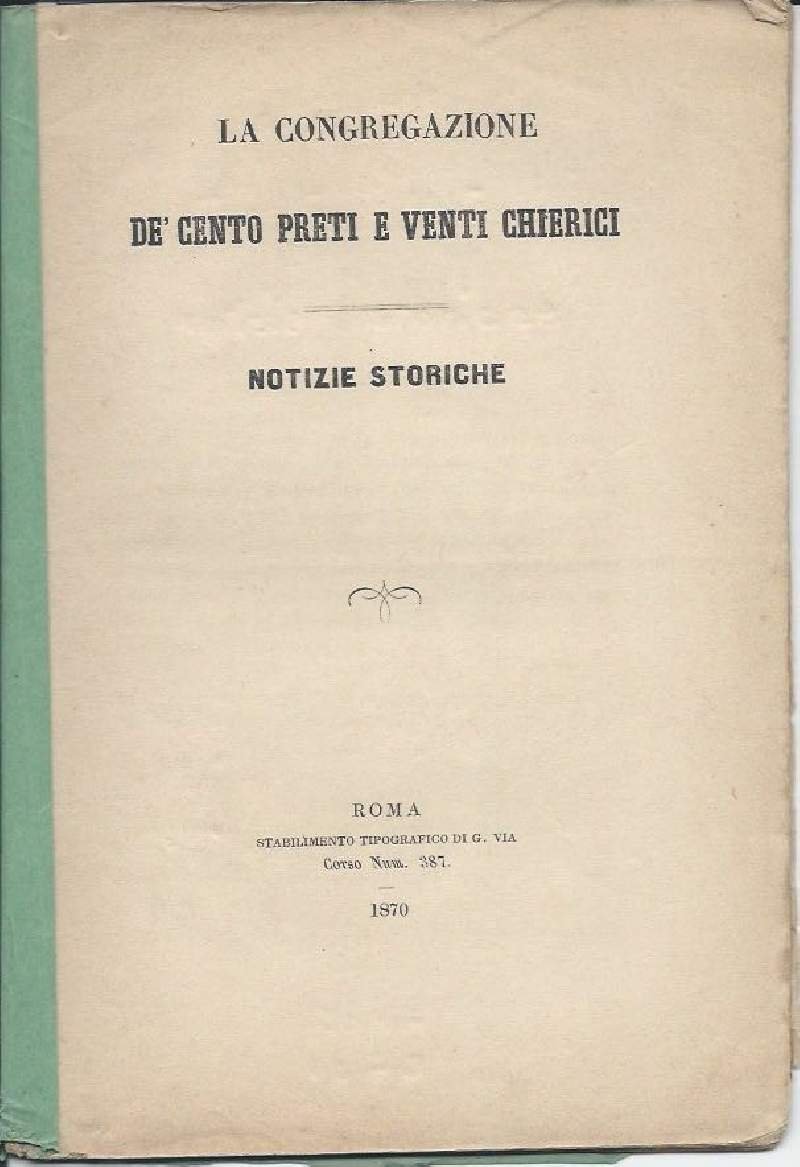 LA CONGREGAZIONE
DE' CENTO PRETI E VENTI CHIERICI
NOTIZIE STORICHE
ROMA
STABILIMENTO TIPOGRAFICO DI G. VIA
Corso Num. 387.
1870